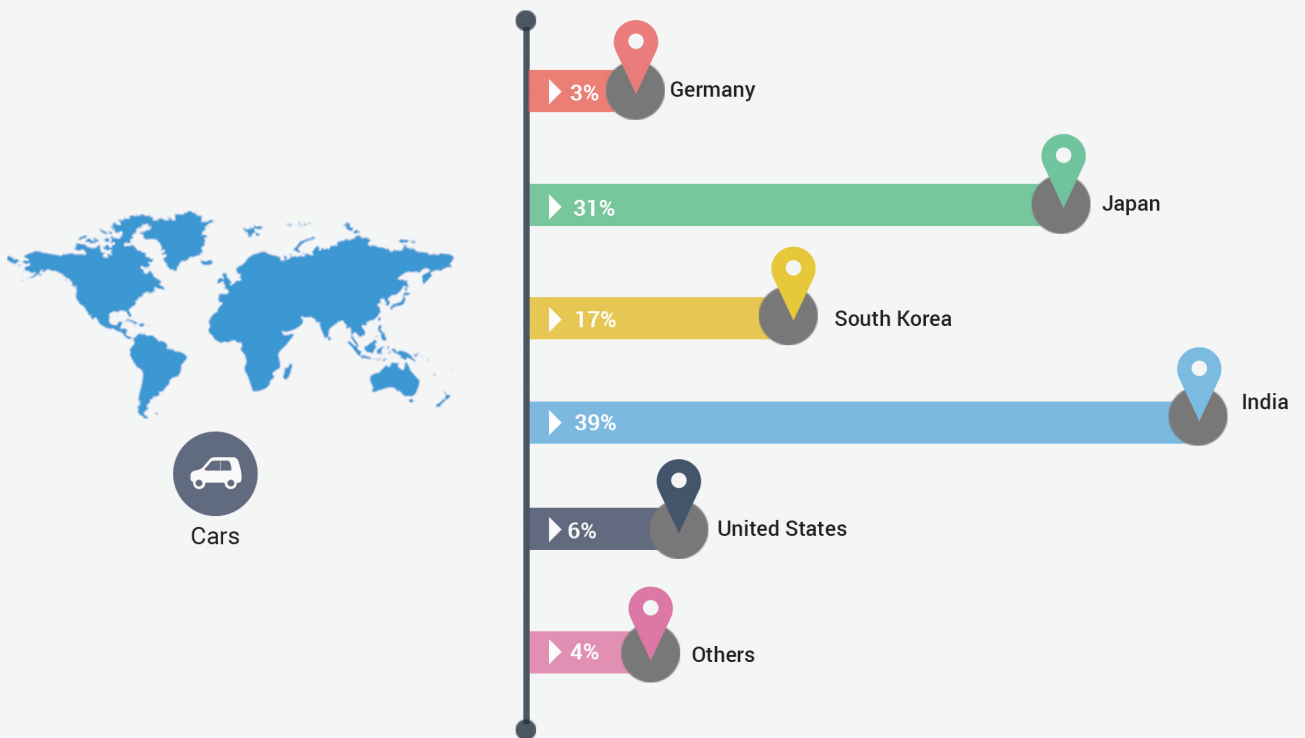 3%
Germany
31%
Japan
17%
South Korea
39%
India
6%
United States
4%
Others
Cars